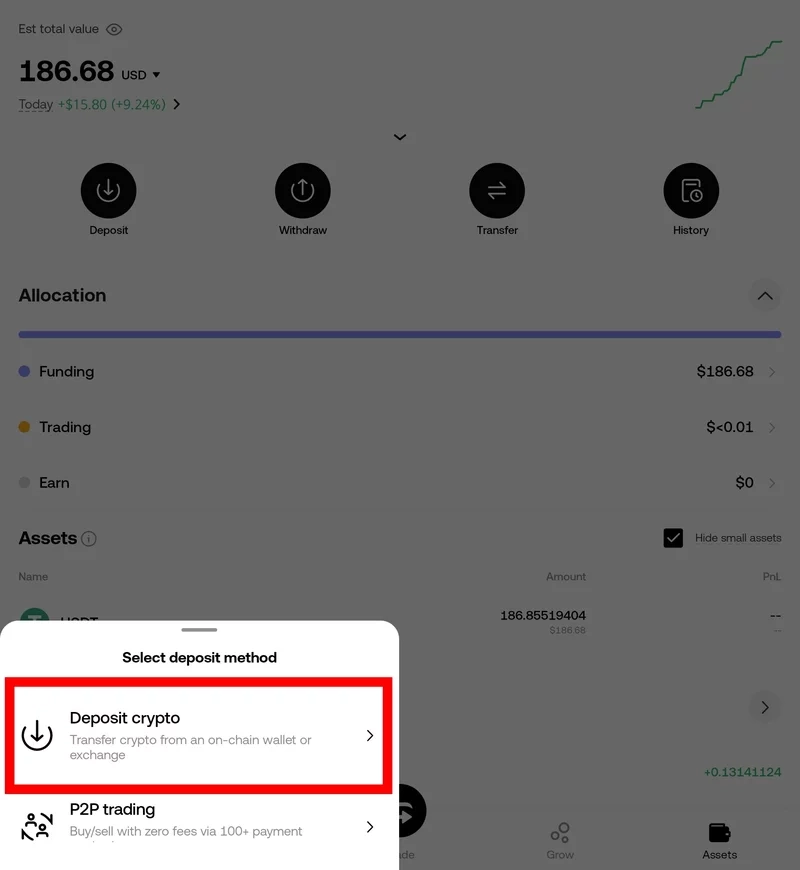 Est total value
186.68 USD
Today +$15.80 (+9.24%)
Deposit
Withdraw
Transfer
History
Allocation
Funding
$186.68
Trading
$<0.01
Earn
$0
Assets
Hide small assets
Name
Amount
PnL
USDT
186.85519404
--
$186.68
--
Select deposit method
Deposit crypto
Transfer crypto from an on-chain wallet or
exchange
+0.13141124
P2P trading
Buy/sell with zero fees via 100+ payment
Grow
Assets